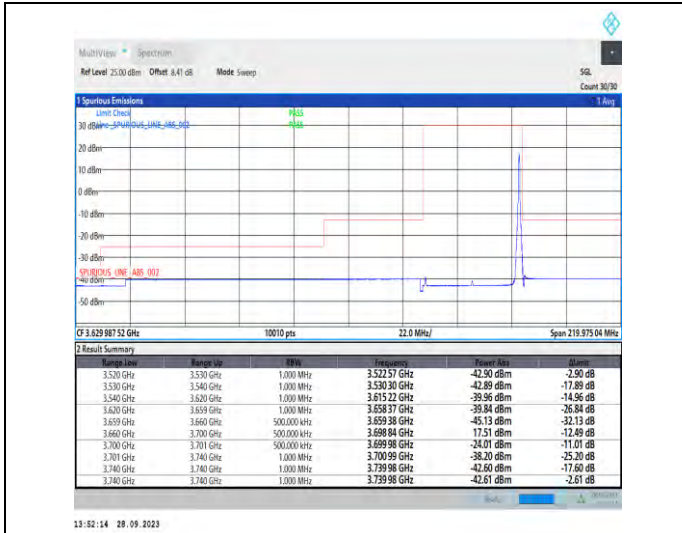 MultiView Spectrum
Ref Level 25.00 dBm Offset 8.41 dB Mode Sweep SGL
Count 30/30
1 Spurious Emissions 1 Avg
Limit Check PASS
30 dBm Line _SPURIOUS_LINE_ABS_002 PASS
20 dBm
10 dBm
0 dBm
-10 dBm
-20 dBm
-30 dBm
_SPURIOUS_LINE_ABS_002
-40 dBm
-50 dBm
CF 3.629 987 52 GHz 10010 pts 22.0 MHz/ Span 219.975 04 MHz
2 Result Summary
Range Low Range Up RBW Frequency Power Abs ΔLimit
3.520 GHz 3.530 GHz 1.000 MHz 3.522 57 GHz -42.90 dBm -2.90 dB
3.530 GHz 3.540 GHz 1.000 MHz 3.530 30 GHz -42.89 dBm -17.89 dB
3.540 GHz 3.620 GHz 1.000 MHz 3.615 22 GHz -39.96 dBm -14.96 dB
3.620 GHz 3.659 GHz 1.000 MHz 3.658 37 GHz -39.84 dBm -26.84 dB
3.659 GHz 3.660 GHz 500.000 kHz 3.659 38 GHz -45.13 dBm -32.13 dB
3.660 GHz 3.700 GHz 500.000 kHz 3.698 84 GHz 17.51 dBm -12.49 dB
3.700 GHz 3.701 GHz 500.000 kHz 3.699 98 GHz -24.01 dBm -11.01 dB
3.701 GHz 3.740 GHz 1.000 MHz 3.700 99 GHz -38.20 dBm -25.20 dB
3.740 GHz 3.740 GHz 1.000 MHz 3.739 98 GHz -42.60 dBm -17.60 dB
3.740 GHz 3.740 GHz 1.000 MHz 3.739 98 GHz -42.61 dBm -2.61 dB
13:52:14 28.09.2023